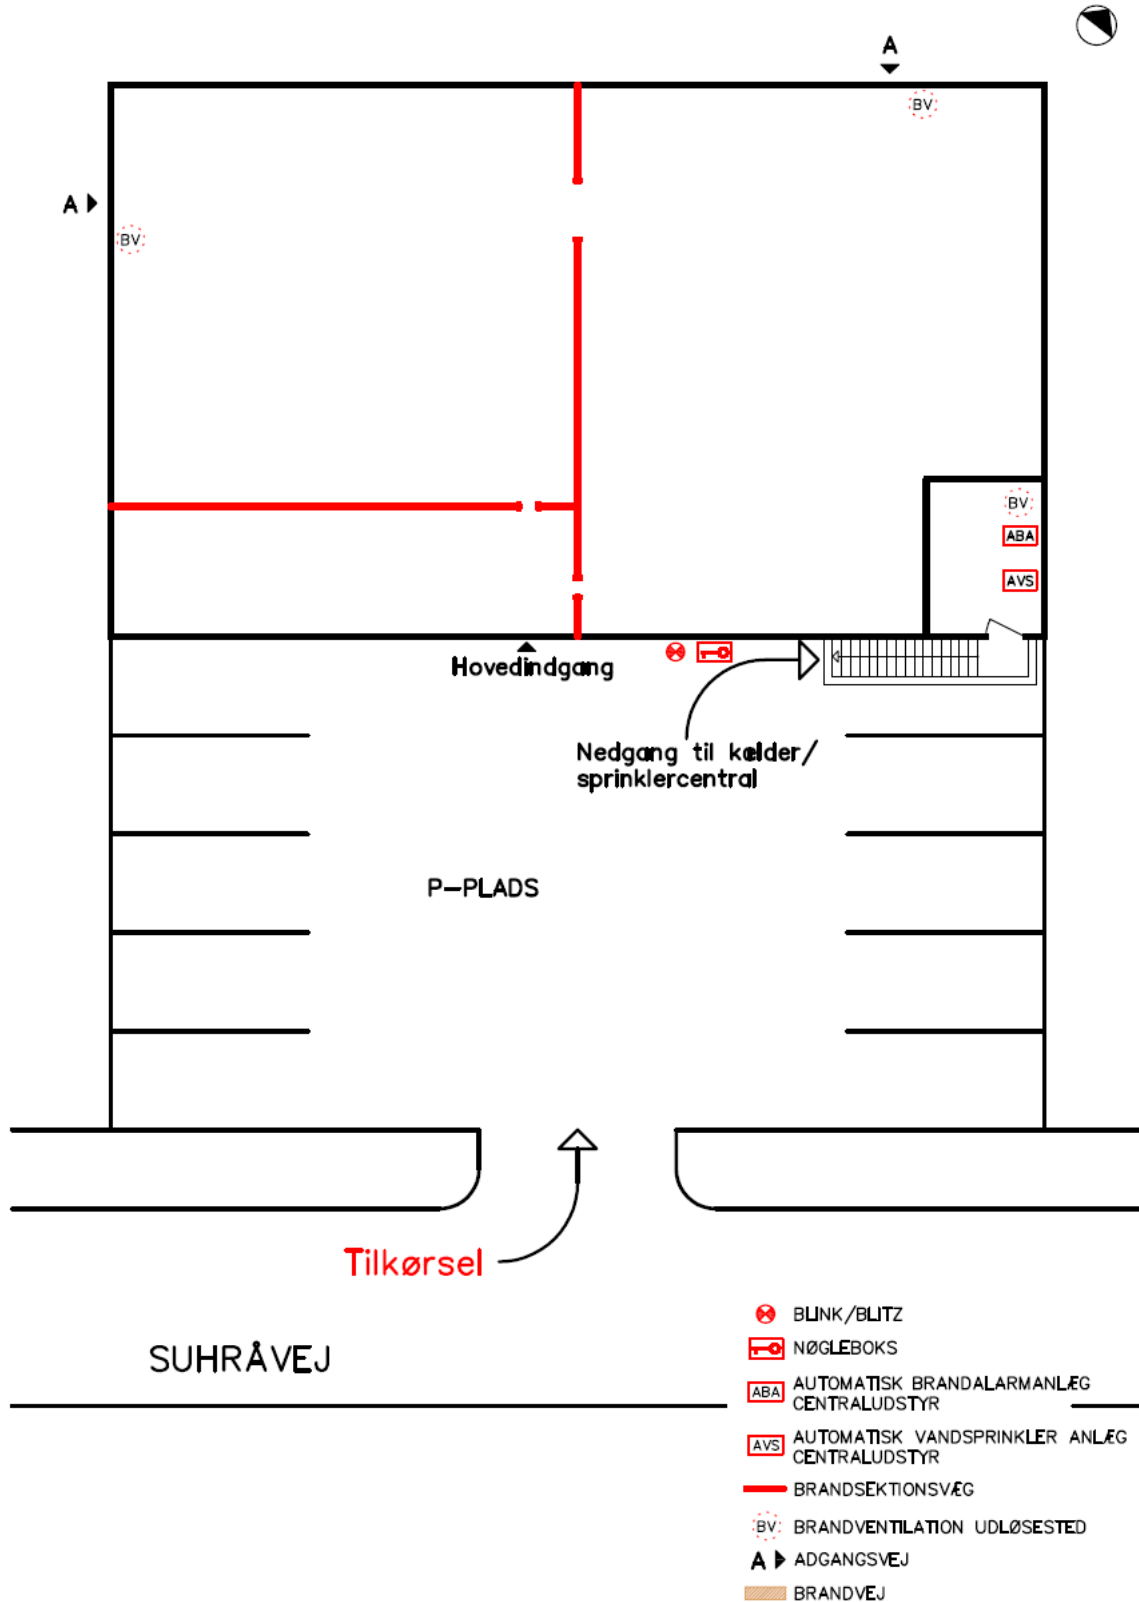 A
BV
A
BV
BV
ABA
AVS
Hovedindgang
Nedgang til kælder/
sprinklercentral
P-PLADS
Tilkørsel
SUHRÅVEJ
BLINK/BLITZ
NØGLEBOKS
ABA AUTOMATISK BRANDALARMANLÆG
CENTRALUDSTYR
AVS AUTOMATISK VANDSPRINKLER ANLÆG
CENTRALUDSTYR
BRANDSEKTIONSVÆG
BV BRANDVENTILATION UDLØSESTED
A ADGANGSVEJ
BRANDVEJ